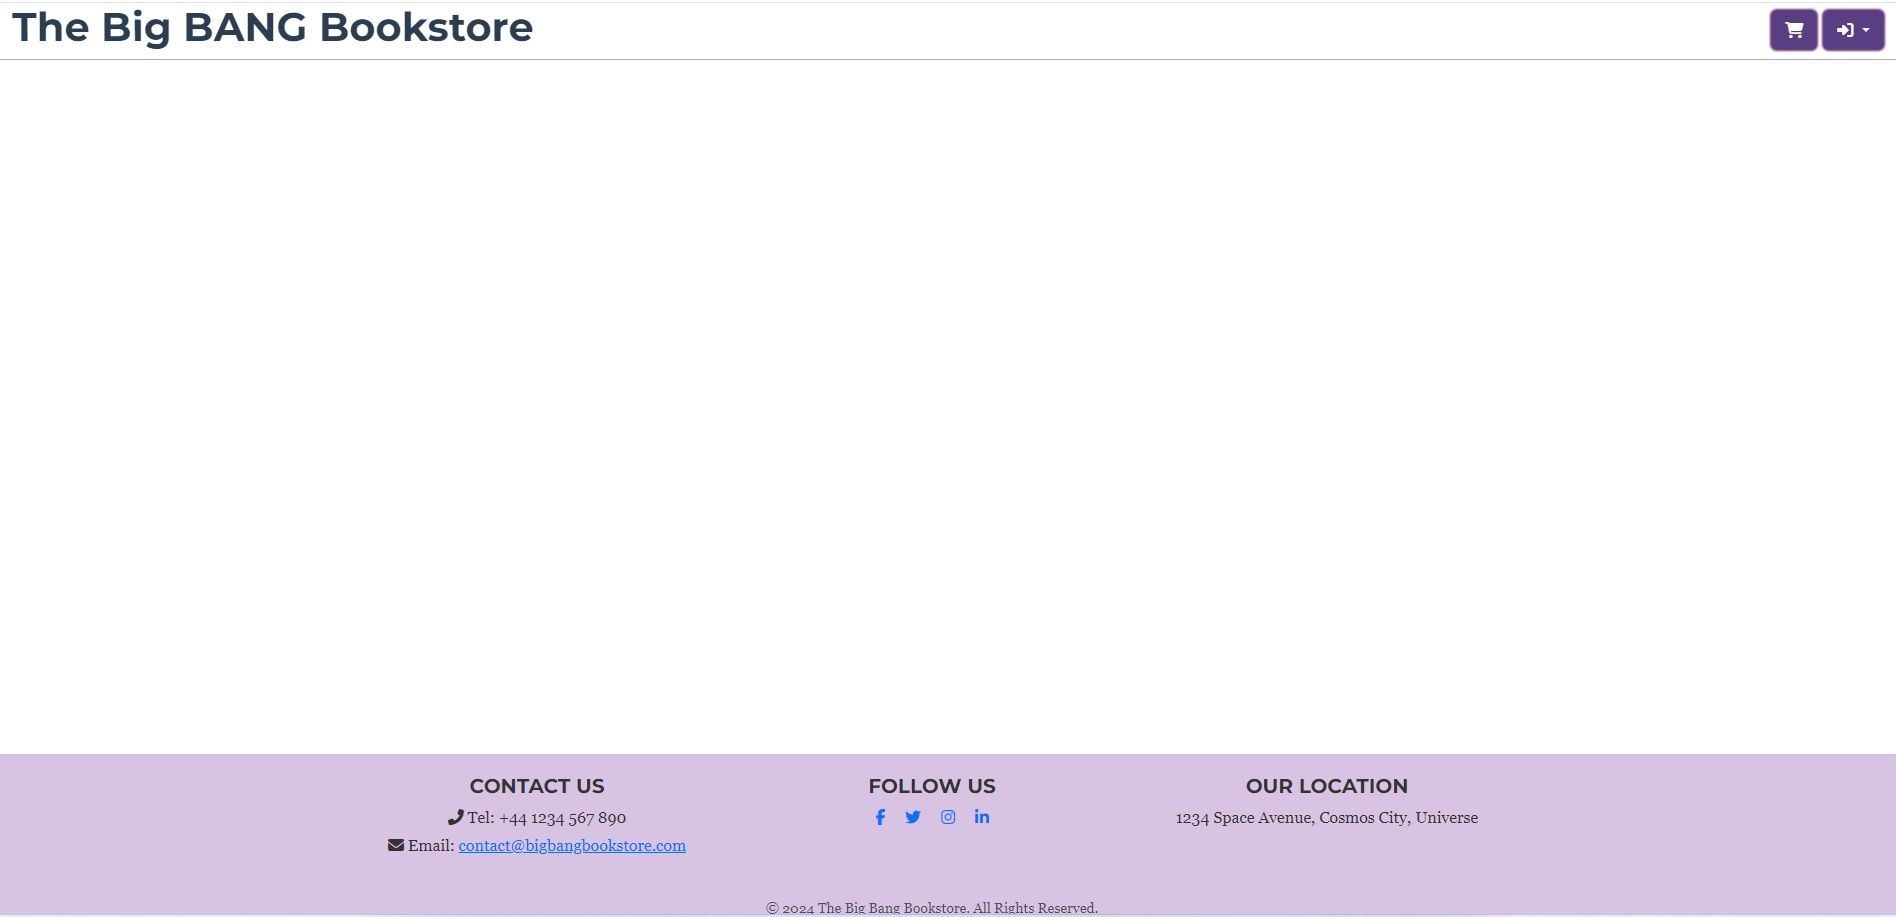 The Big BANG Bookstore
CONTACT US
Tel: +44 1234 567 890
Email: contact@bigbangbookstore.com
FOLLOW US
OUR LOCATION
1234 Space Avenue, Cosmos City, Universe
© 2024 The Big Bang Bookstore. All Rights Reserved.